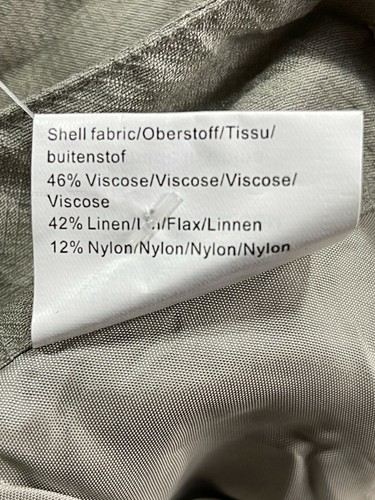 Shell fabric/Oberstoff/Tissu/
buitenstof
46% Viscose/Viscose/Viscose/
Viscose
42% Linen/ /Flax/Linnen
12% Nylon/Nylon/Nylon/Nylon